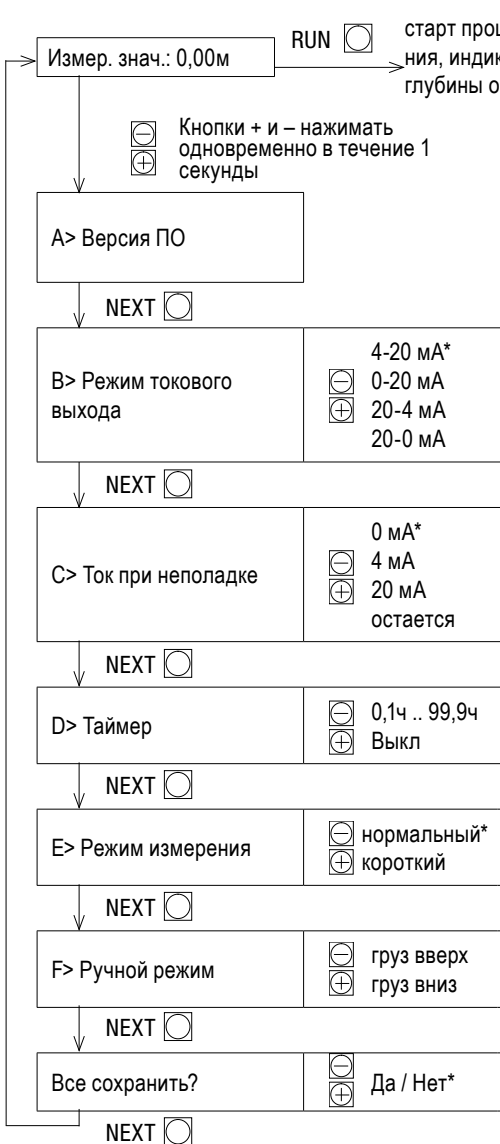 старт
RUN
Измер. знач.: 0,00м
ния,
глубины
Кнопки + и – нажимать
одновременно в течение 1
секунды
A> Версия ПО
NEXT
B> Режим токового
выхода
4-20 мА*
0-20 мА
20-4 мА
20-0 мА
NEXT
C> Ток при неполадке
0 мА*
4 мА
20 мА
остается
NEXT
D> Таймер
0,1ч .. 99,9ч
Выкл
NEXT
E> Режим измерения
нормальный*
короткий
NEXT
F> Ручной режим
груз вверх
груз вниз
NEXT
Все сохранить?
Да / Нет*
NEXT